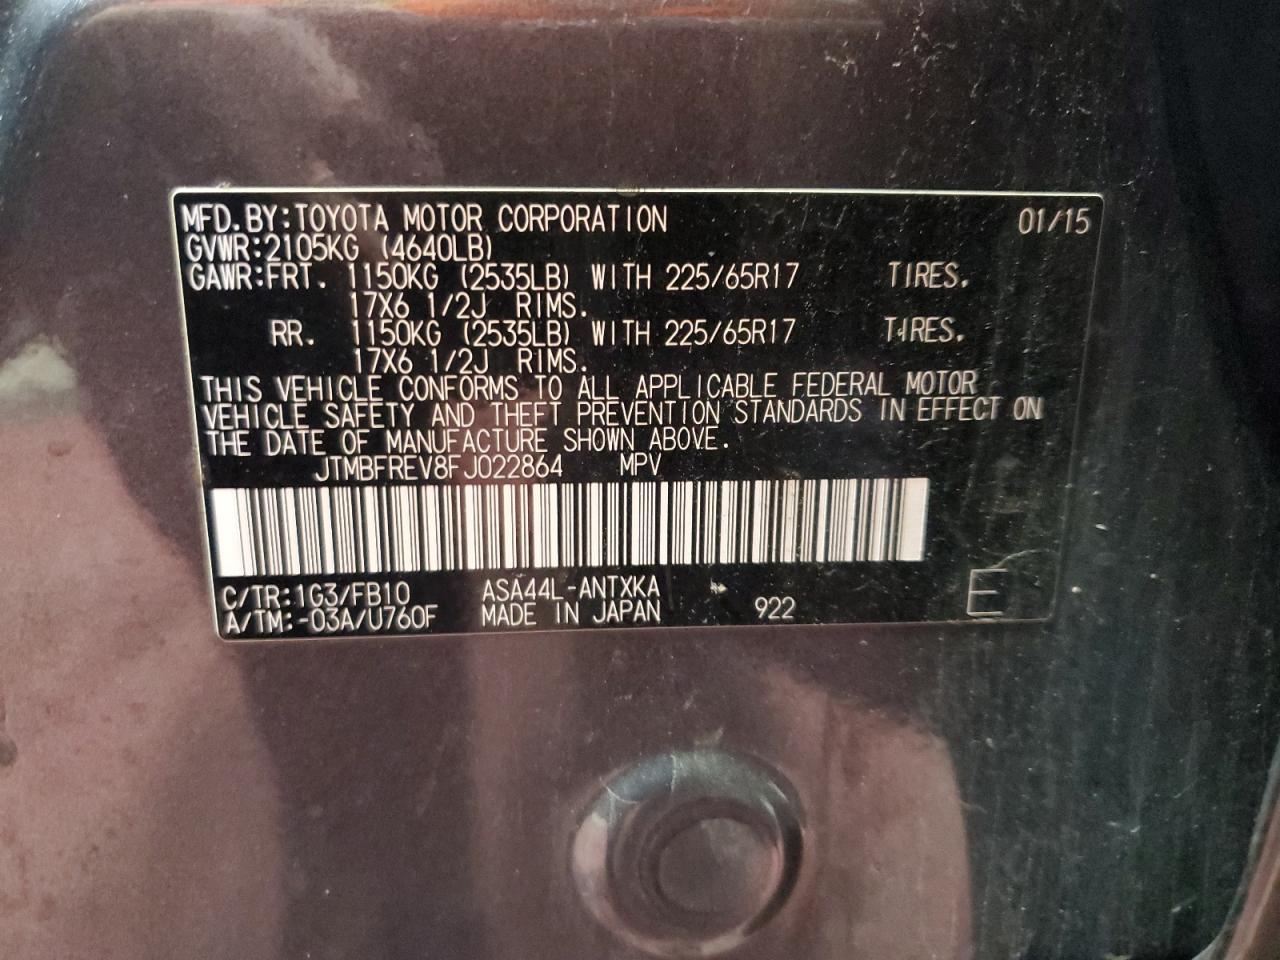 MFD.BY:TOYOTA MOTOR CORPORATION 01/15
GVWR:2105KG (4640LB)
GAWR:FRT. 1150KG (2535LB) WITH 225/65R17 TIRES.
17X6 1/2J RIMS.
RR. 1150KG (2535LB) WITH 225/65R17 TIRES.
17X6 1/2J RIMS.
THIS VEHICLE CONFORMS TO ALL APPLICABLE FEDERAL MOTOR
VEHICLE SAFETY AND THEFT PREVENTION STANDARDS IN EFFECT ON
THE DATE OF MANUFACTURE SHOWN ABOVE.
JTMBFREV8FJ022864 MPV
C/TR:1G3/FB10 ASA44L-ANTXKA
A/TM:-03A/U760F MADE IN JAPAN 922 E